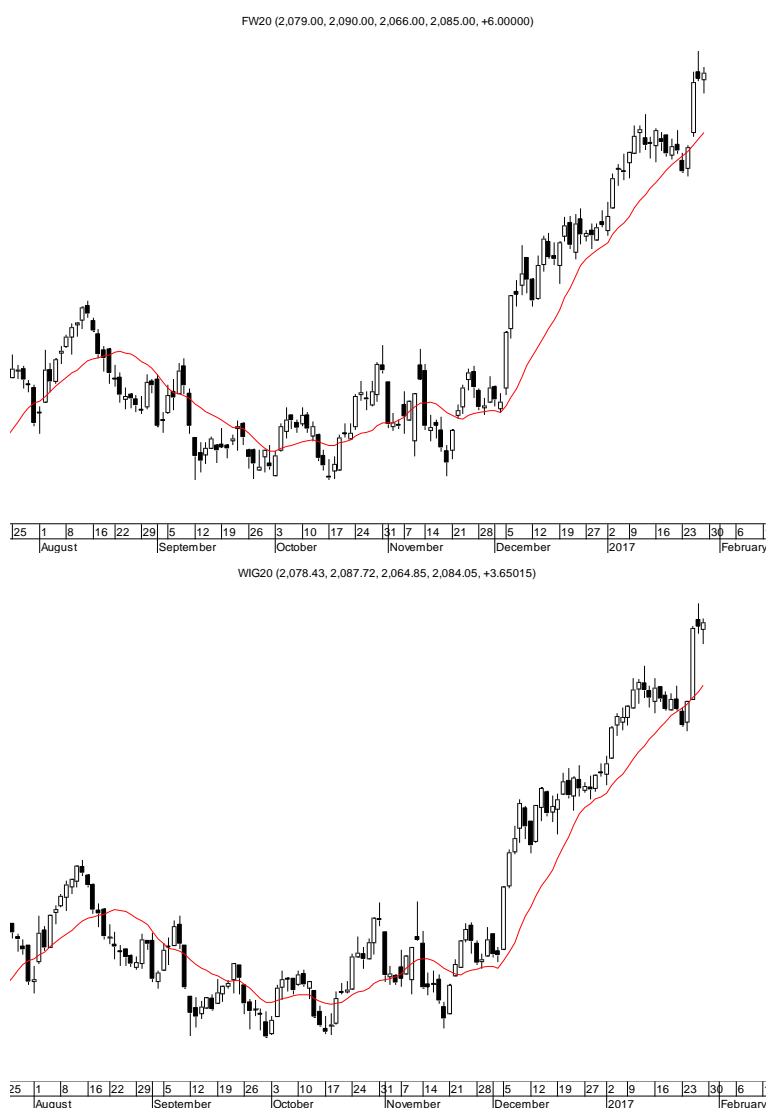 FW20 (2,079.00, 2,090.00, 2,066.00, 2,085.00, +6.00000)
25 1 8 16 22 29 5 12 19 26 3 10 17 24 31 7 14 21 28 5 12 19 27 2 9 16 23 30 6 1
August September October November December 2017 February
WIG20 (2,078.43, 2,087.72, 2,064.85, 2,084.05, +3.65015)
25 1 8 16 22 29 5 12 19 26 3 10 17 24 31 7 14 21 28 5 12 19 27 2 9 16 23 30 6 1
August September October November December 2017 February